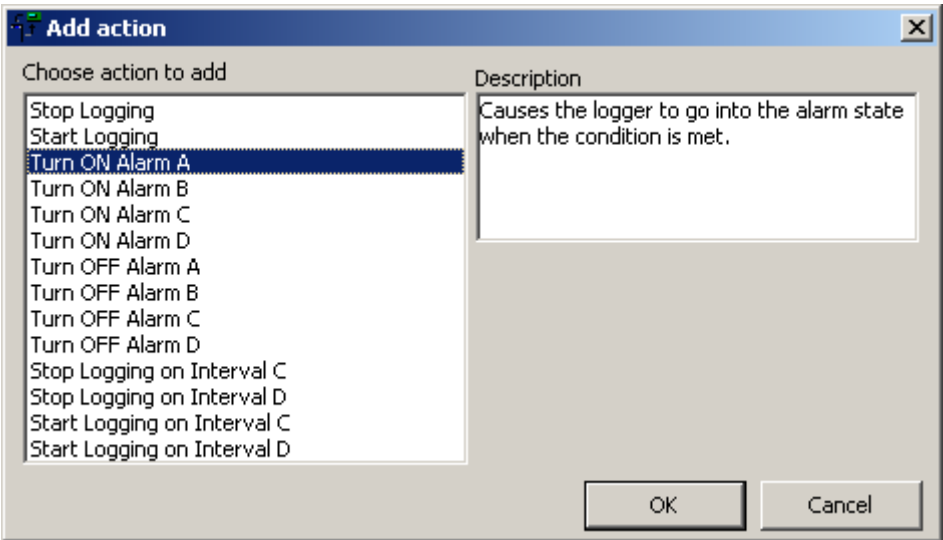 Add action
Choose action to add
Stop Logging
Start Logging
Turn ON Alarm A
Turn ON Alarm B
Turn ON Alarm C
Turn ON Alarm D
Turn OFF Alarm A
Turn OFF Alarm B
Turn OFF Alarm C
Turn OFF Alarm D
Stop Logging on Interval C
Stop Logging on Interval D
Start Logging on Interval C
Start Logging on Interval D
Description
Causes the logger to go into the alarm state
when the condition is met.
OK
Cancel